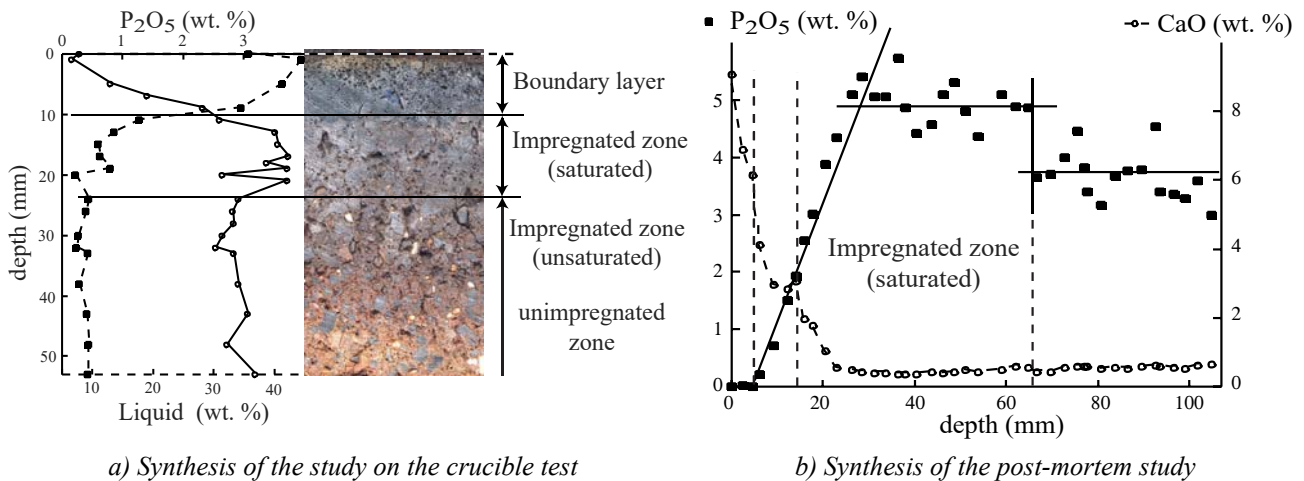 P₂O₅ (wt. %)
0 1 2 3
0
10
20
30
40
50
depth (mm)
10 20 30 40
Liquid (wt. %)
Boundary layer
Impregnated zone
(saturated)
Impregnated zone
(unsaturated)
unimpregnated
zone
a) Synthesis of the study on the crucible test
P₂O₅ (wt. %)
CaO (wt. %)
5
4
3
2
1
0
8
6
4
2
0
Impregnated zone
(saturated)
0 20 40 60 80 100
depth (mm)
b) Synthesis of the post-mortem study